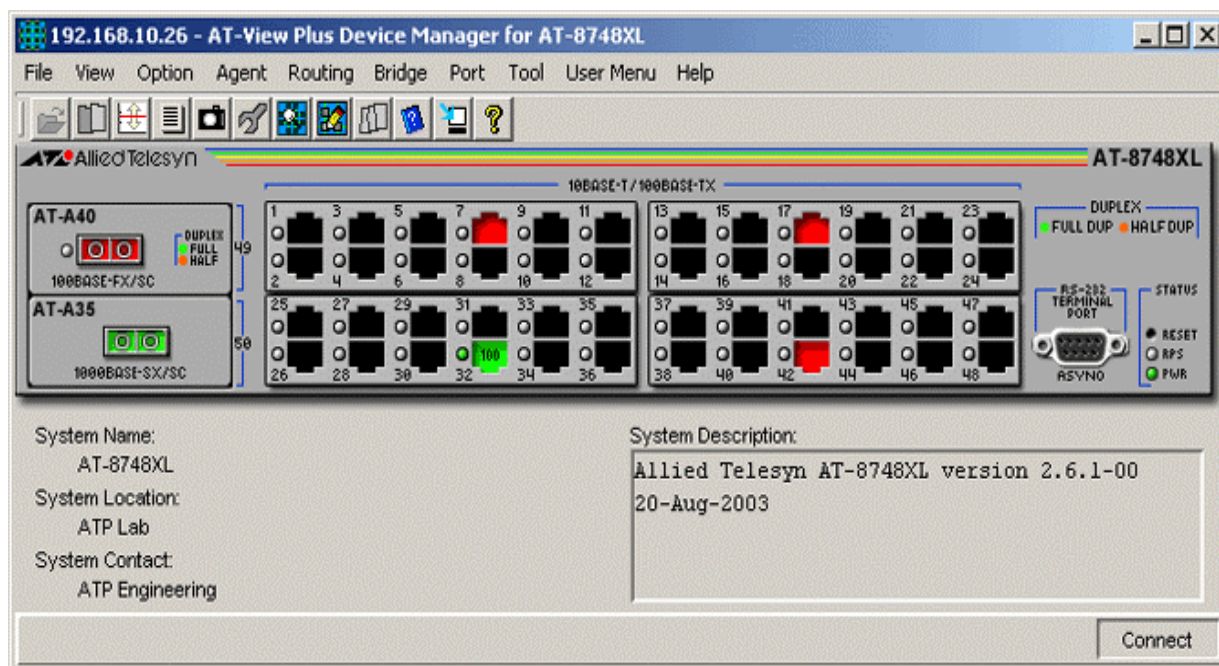 192.168.10.26 - AT-View Plus Device Manager for AT-8748XL
File View Option Agent Routing Bridge Port Tool User Menu Help
Allied Telesyn
AT-8748XL
10BASE-T/100BASE-TX
AT-A40
DUPLEX
FULL
HALF
49
100BASE-FX/SC
1 3 5 7 9 11 13 15 17 19 21 23
2 4 6 8 10 12 14 16 18 20 22 24
DUPLEX
FULL DUP HALF DUP
AT-A35
50
1000BASE-SX/SC
25 27 29 31 33 35 37 39 41 43 45 47
100
26 28 30 32 34 36 38 40 42 44 46 48
RS-232
TERMINAL
PORT
ASYN0
STATUS
RESET
RPS
PWR
System Name:
AT-8748XL
System Location:
ATP Lab
System Contact:
ATP Engineering
System Description:
Allied Telesyn AT-8748XL version 2.6.1-00
20-Aug-2003
Connect